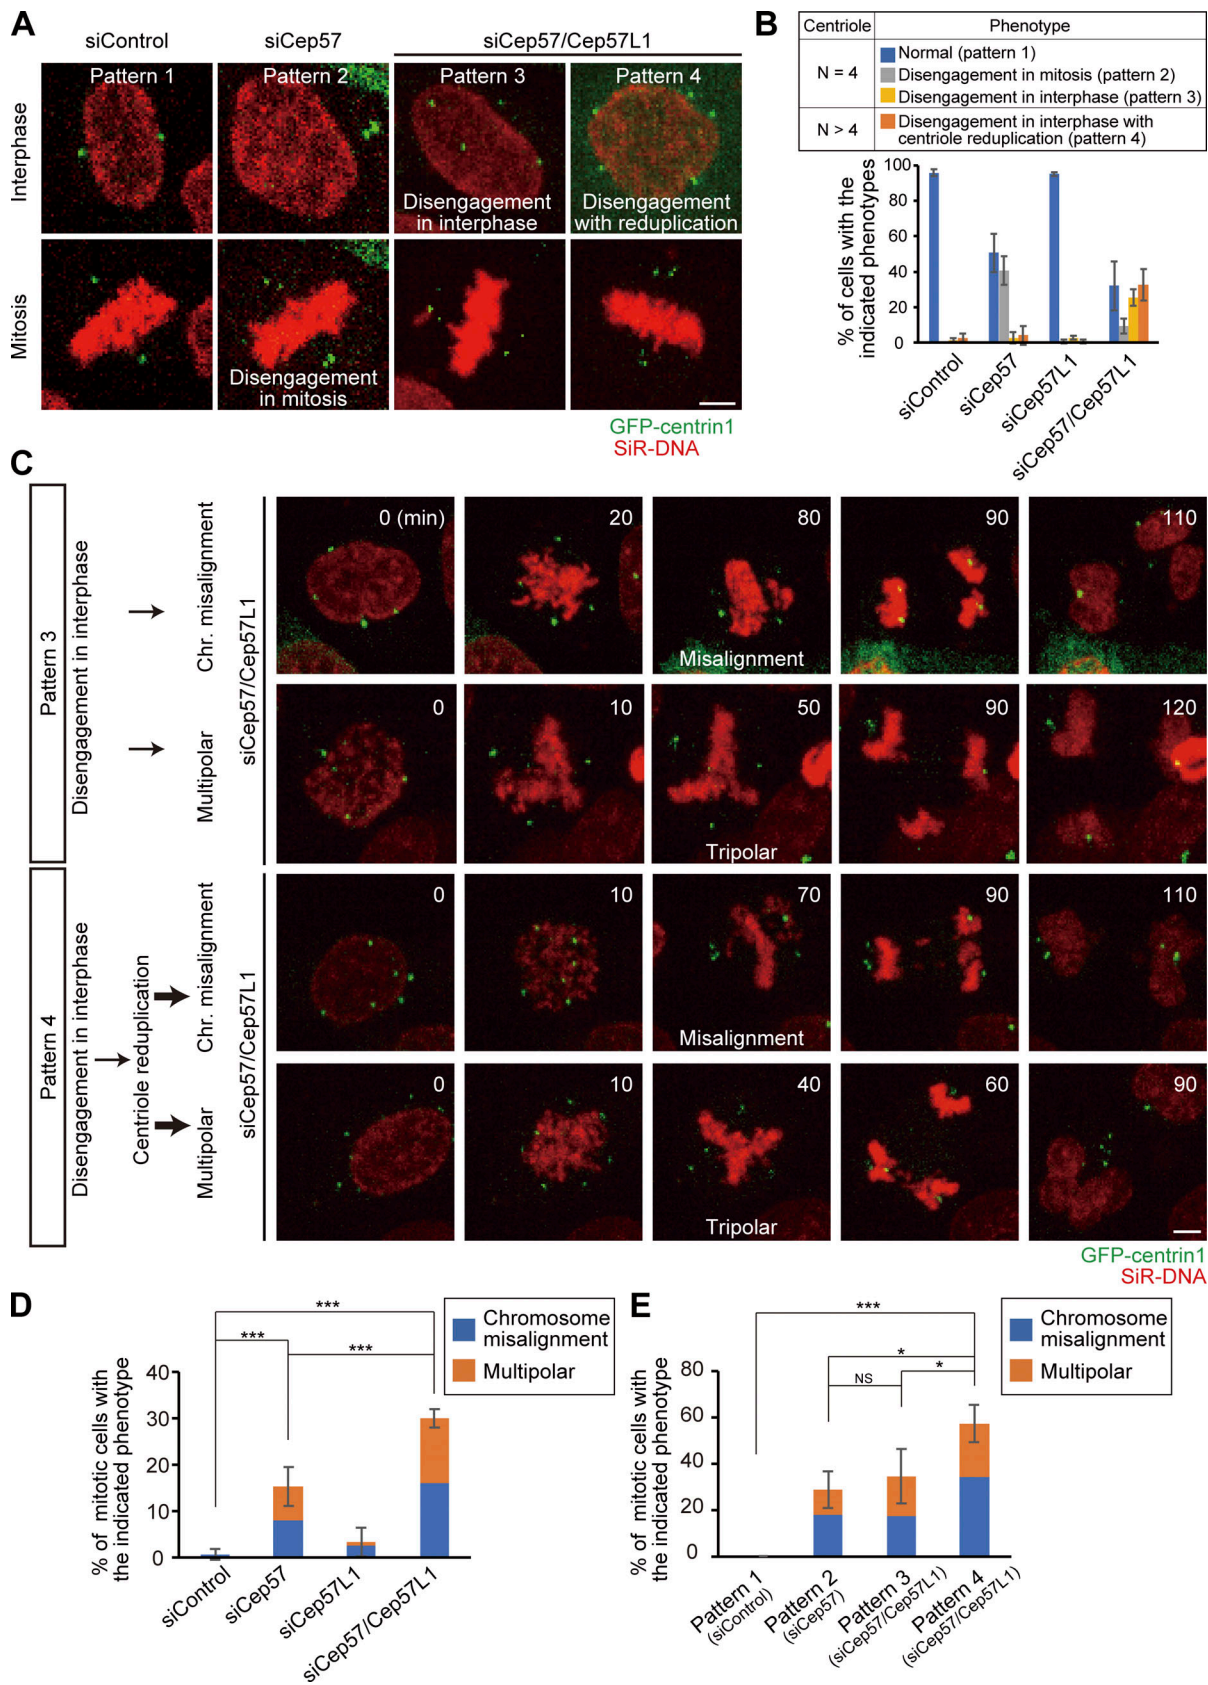 A
siControl
siCep57
siCep57/Cep57L1
Pattern 1
Pattern 2
Pattern 3
Pattern 4
Interphase
Disengagement
in interphase
Disengagement
with reduplication
Mitosis
Disengagement
in mitosis
GFP-centrin1
SiR-DNA
B
Centriole
Phenotype
N = 4
Normal (pattern 1)
Disengagement in mitosis (pattern 2)
Disengagement in interphase (pattern 3)
N > 4
Disengagement in interphase with
centriole reduplication (pattern 4)
% of cells with the
indicated phenotypes
100
80
60
40
20
0
siControl
siCep57
siCep57L1
siCep57/Cep57L1
C
Pattern 3
Disengagement in interphase
Chr. misalignment
Multipolar
siCep57/Cep57L1
0 (min)
20
80
90
110
Misalignment
0
10
50
90
120
Tripolar
Pattern 4
Disengagement in interphase
Centriole reduplication
Chr. misalignment
Multipolar
siCep57/Cep57L1
0
10
70
90
110
Misalignment
0
10
40
60
90
Tripolar
GFP-centrin1
SiR-DNA
D
Chromosome
misalignment
Multipolar
***
***
***
% of mitotic cells with
the indicated phenotype
40
30
20
10
0
siControl
siCep57
siCep57L1
siCep57/Cep57L1
E
Chromosome
misalignment
Multipolar
***
*
NS
*
% of mitotic cells with
the indicated phenotype
80
60
40
20
0
Pattern 1
(siControl)
Pattern 2
(siCep57)
Pattern 3
(siCep57/Cep57L1)
Pattern 4
(siCep57/Cep57L1)